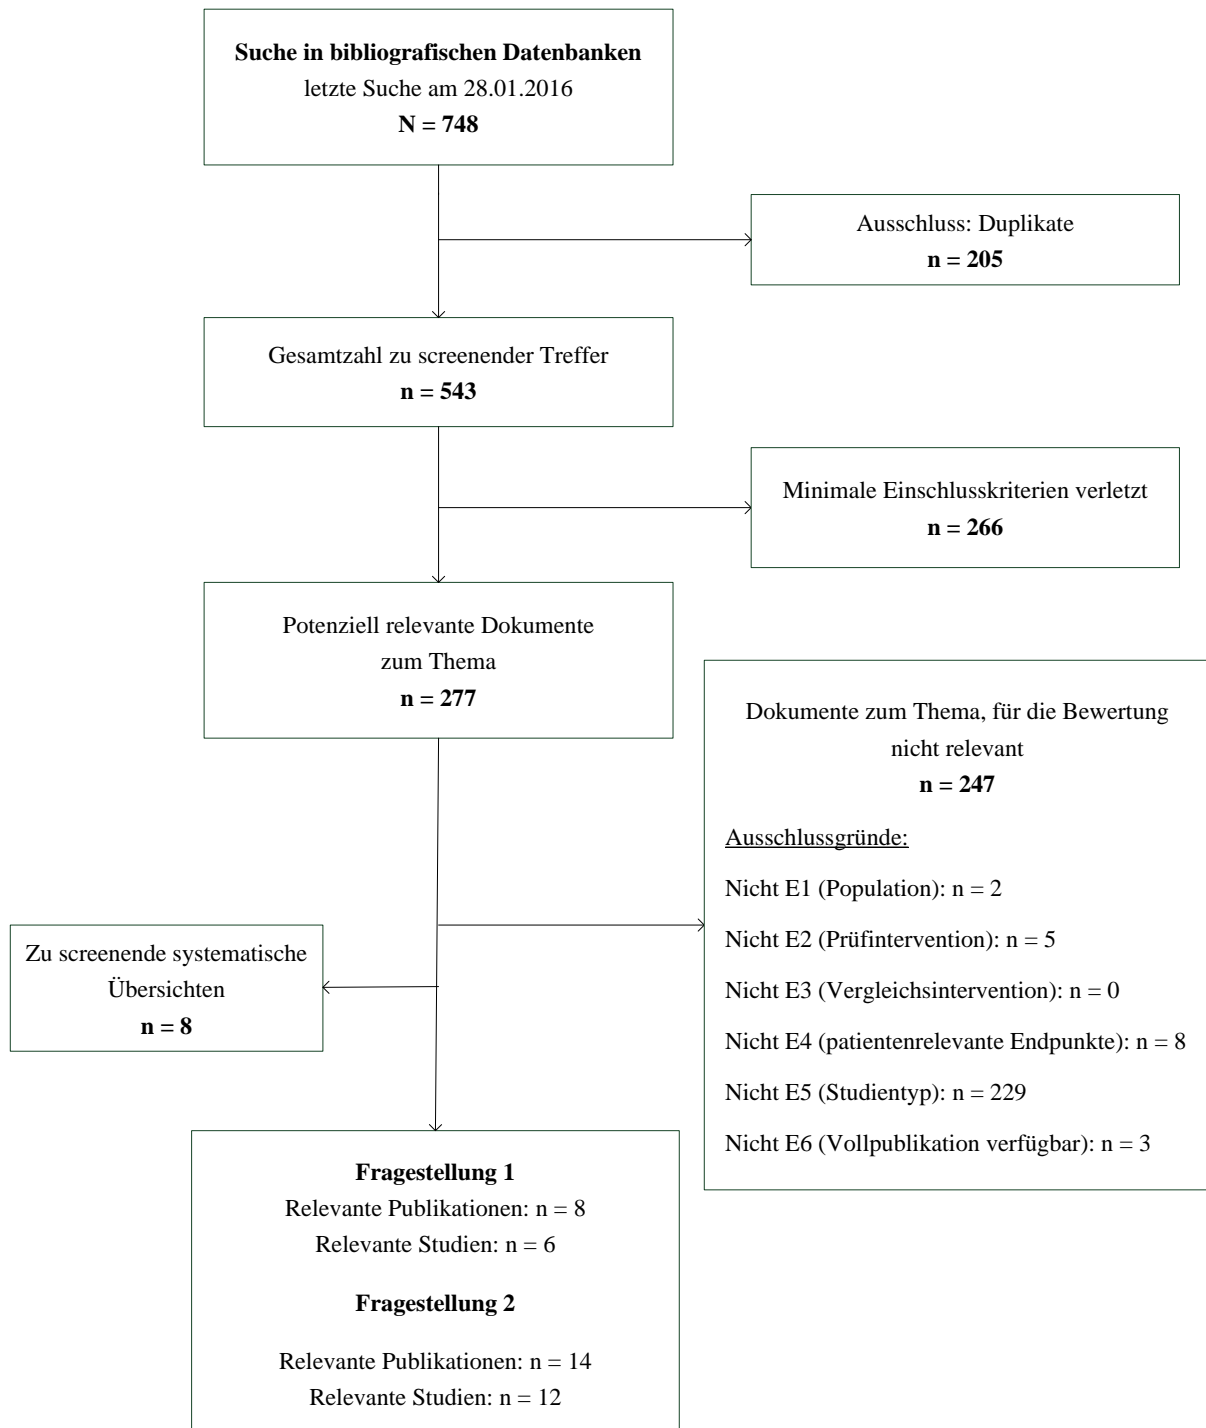 Suche in bibliografischen Datenbanken
letzte Suche am 28.01.2016
N = 748
Ausschluss: Duplikate
n = 205
Gesamtzahl zu screenender Treffer
n = 543
Minimale Einschlusskriterien verletzt
n = 266
Potenziell relevante Dokumente
zum Thema
n = 277
Dokumente zum Thema, für die Bewertung
nicht relevant
n = 247
Ausschlussgründe:
Nicht E1 (Population): n = 2
Nicht E2 (Prüfintervention): n = 5
Nicht E3 (Vergleichsintervention): n = 0
Nicht E4 (patientenrelevante Endpunkte): n = 8
Nicht E5 (Studientyp): n = 229
Nicht E6 (Vollpublikation verfügbar): n = 3
Zu screenende systematische
Übersichten
n = 8
Fragestellung 1
Relevante Publikationen: n = 8
Relevante Studien: n = 6
Fragestellung 2
Relevante Publikationen: n = 14
Relevante Studien: n = 12